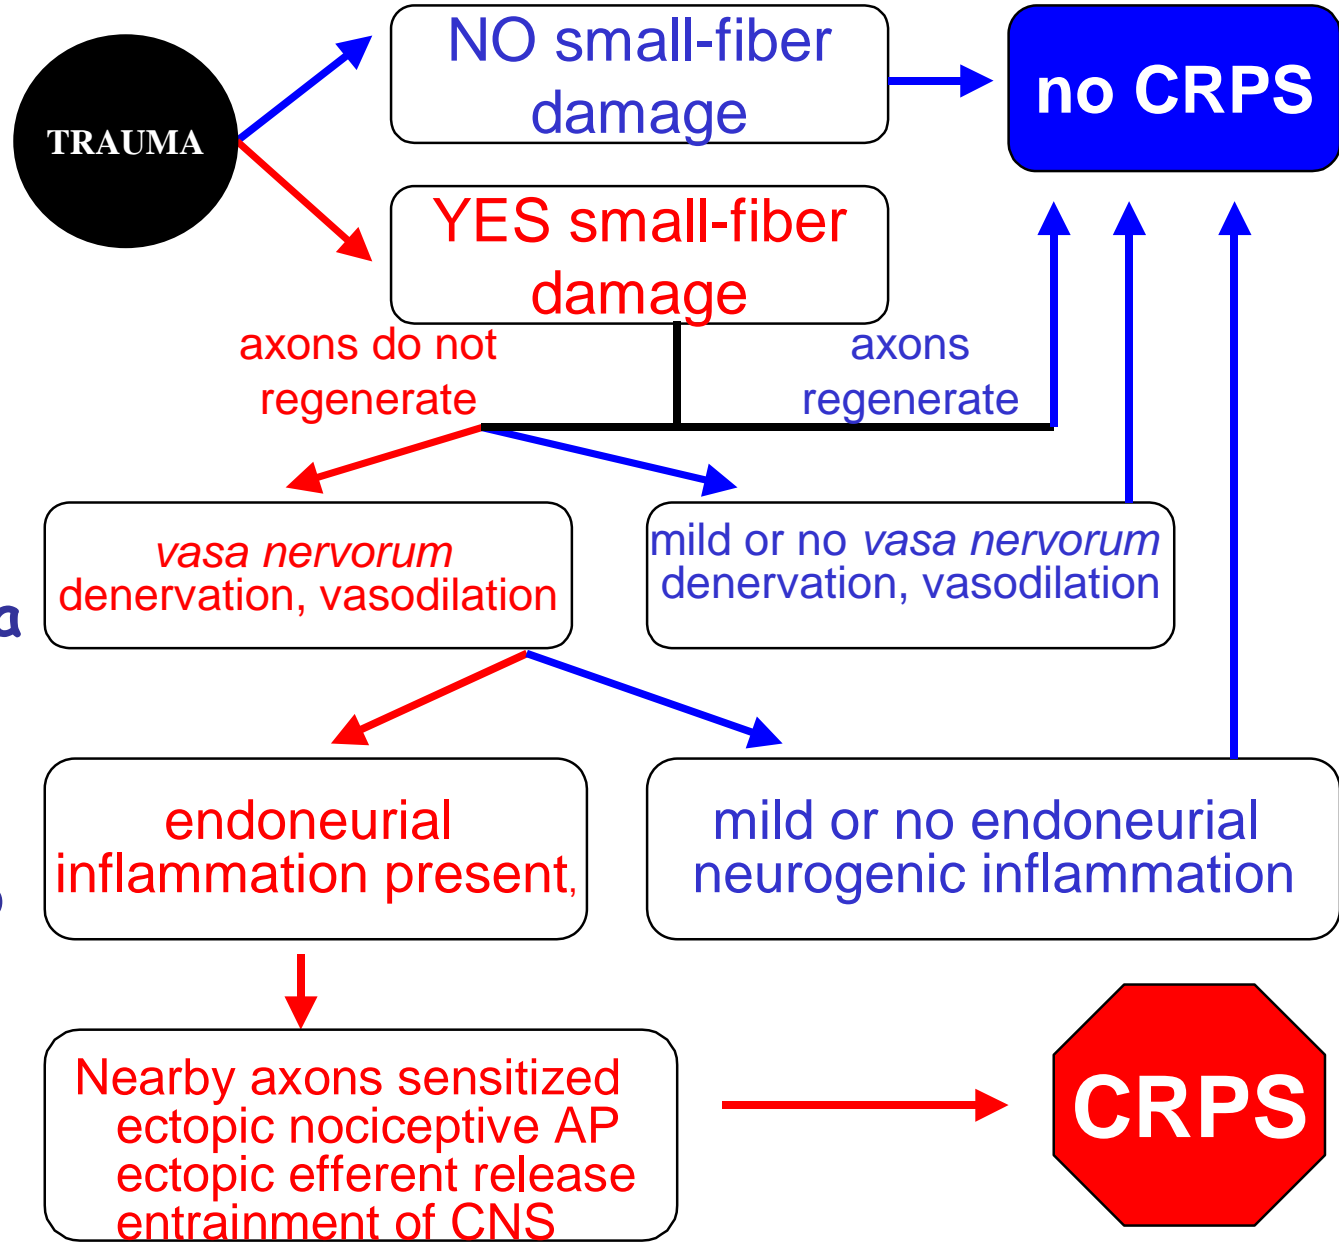 NO small-fiber
damage
no CRPS
TRAUMA
YES small-fiber
damage
axons do not
regenerate
axons
regenerate
vasa nervorum
denervation, vasodilation
mild or no vasa nervorum
denervation, vasodilation
a
endoneurial
inflammation present,
mild or no endoneurial
neurogenic inflammation
Nearby axons sensitized
ectopic nociceptive AP
ectopic efferent release
entrainment of CNS
CRPS